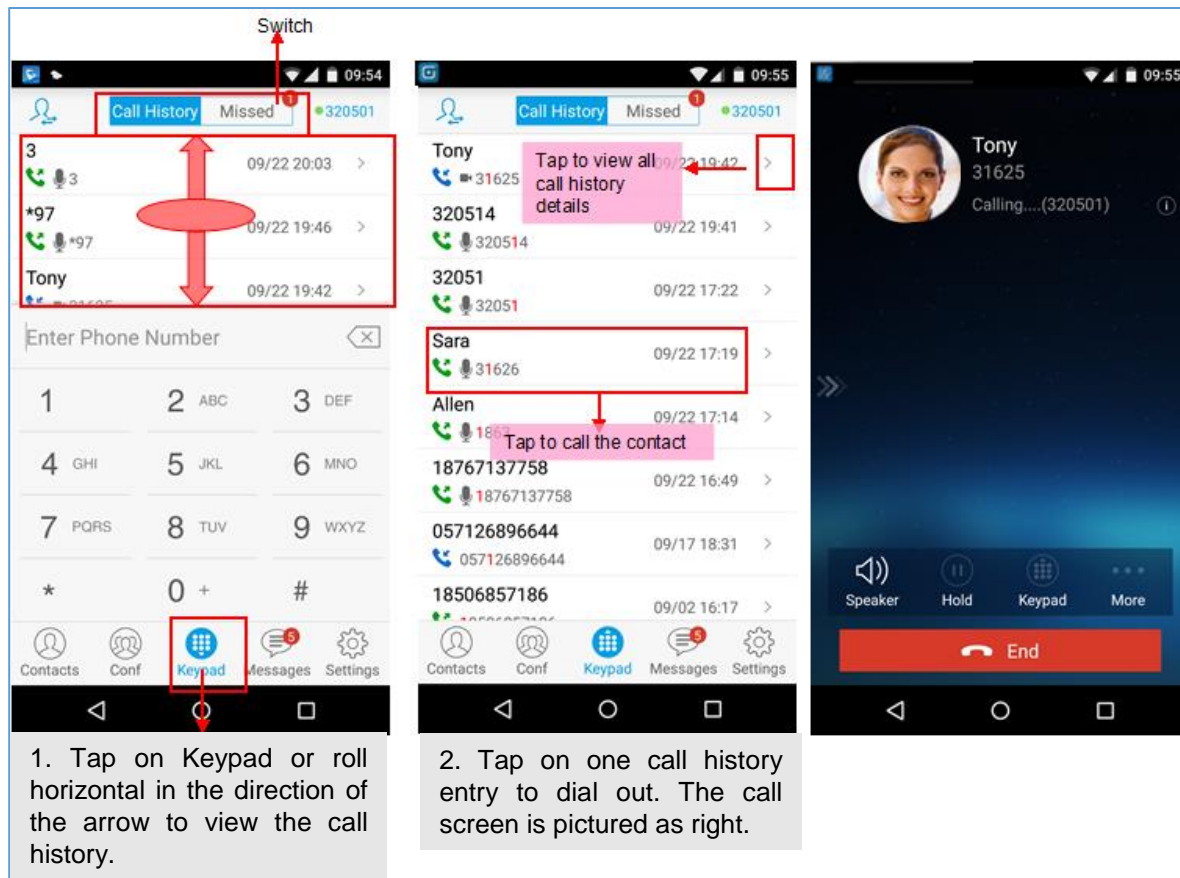 Switch
09:54
Call History Missed 1 320501
3
09/22 20:03
3
*97
09/22 19:46
*97
Tony
09/22 19:42
Enter Phone Number
1 2 ABC 3 DEF
4 GHI 5 JKL 6 MNO
7 PQRS 8 TUV 9 WXYZ
* 0 + #
5
Contacts Conf Keypad Messages Settings
1. Tap on Keypad or roll
horizontal in the direction of
the arrow to view the call
history.
09:55
Call History Missed 1 320501
Tony
09/22 19:42
31625
Tap to view all
call history
details
320514
09/22 19:41
320514
32051
09/22 17:22
32051
Sara
09/22 17:19
31626
Allen
09/22 17:14
Tap to call the contact
18767137758
09/22 16:49
18767137758
057126896644
09/17 18:31
057126896644
18506857186
09/02 16:17
5
Contacts Conf Keypad Messages Settings
2. Tap on one call history
entry to dial out. The call
screen is pictured as right.
09:55
Tony
31625
Calling....(320501)
Speaker Hold Keypad More
End